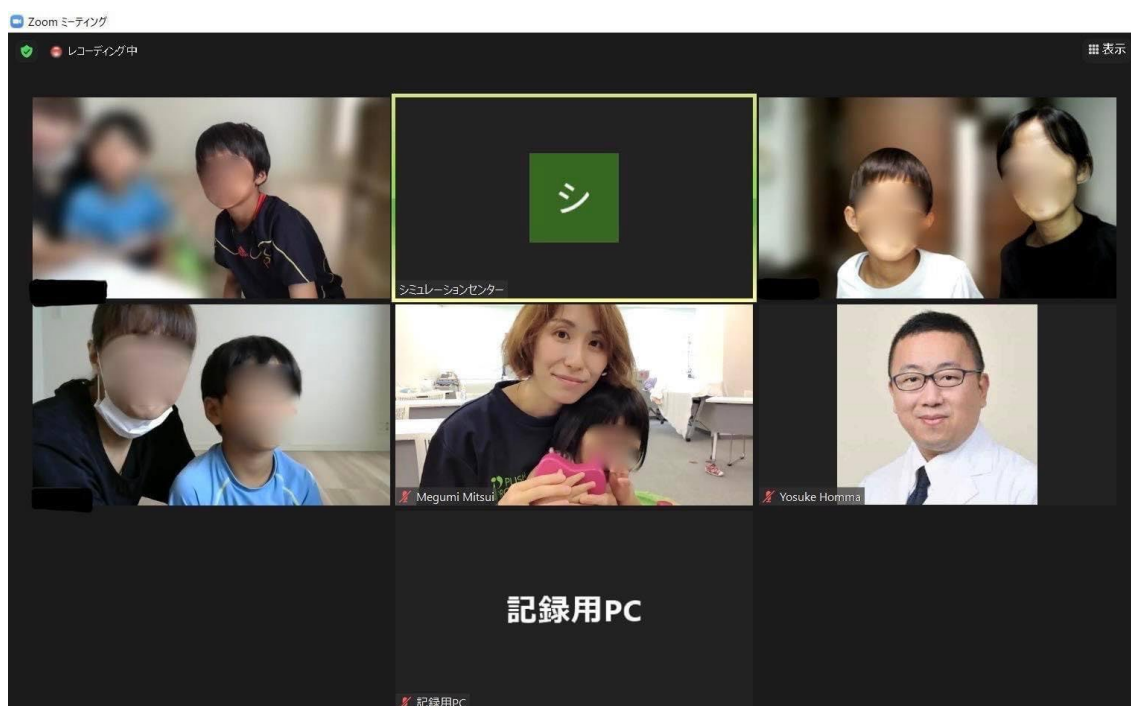 Zoom ミーティング
レコーディング中
表示
シ
シミュレーションセンター
PUSH
Megumi Mitsui
Yosuke Homma
記録用PC
記録用PC